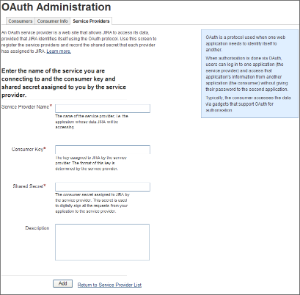 OAuth Administration
Consumers
Consumer Info
Service Providers
An OAuth service provider is a web site that allows JIRA to access its data,
provided that JIRA identifies itself using the OAuth protocol. Use this screen to
register the service providers and record the shared secret that each provider
has assigned to JIRA. Learn more.
Enter the name of the service you are
connecting to and the consumer key and
shared secret assigned to you by the service
provider.
Service Provider Name*
The name of the service provider, i.e. the
application whose data JIRA will be
accessing.
Consumer Key*
The key assigned to JIRA by the service
provider. The format of this key is
determined by the service provider.
Shared Secret*
The consumer secret assigned to JIRA by
the service provider. This secret is used
to digitally sign all the requests from your
application to the service provider.
Description
Add
Return to Service Provider List
OAuth is a protocol used when one web
application needs to identify itself to
another.
When authorisation is done via OAuth,
users can log in to one application (the
service provider) and access that
application's information from another
application (the consumer) without giving
their password to the second application.
Typically, the consumer accesses the data
via gadgets that support OAuth for
authorisation.